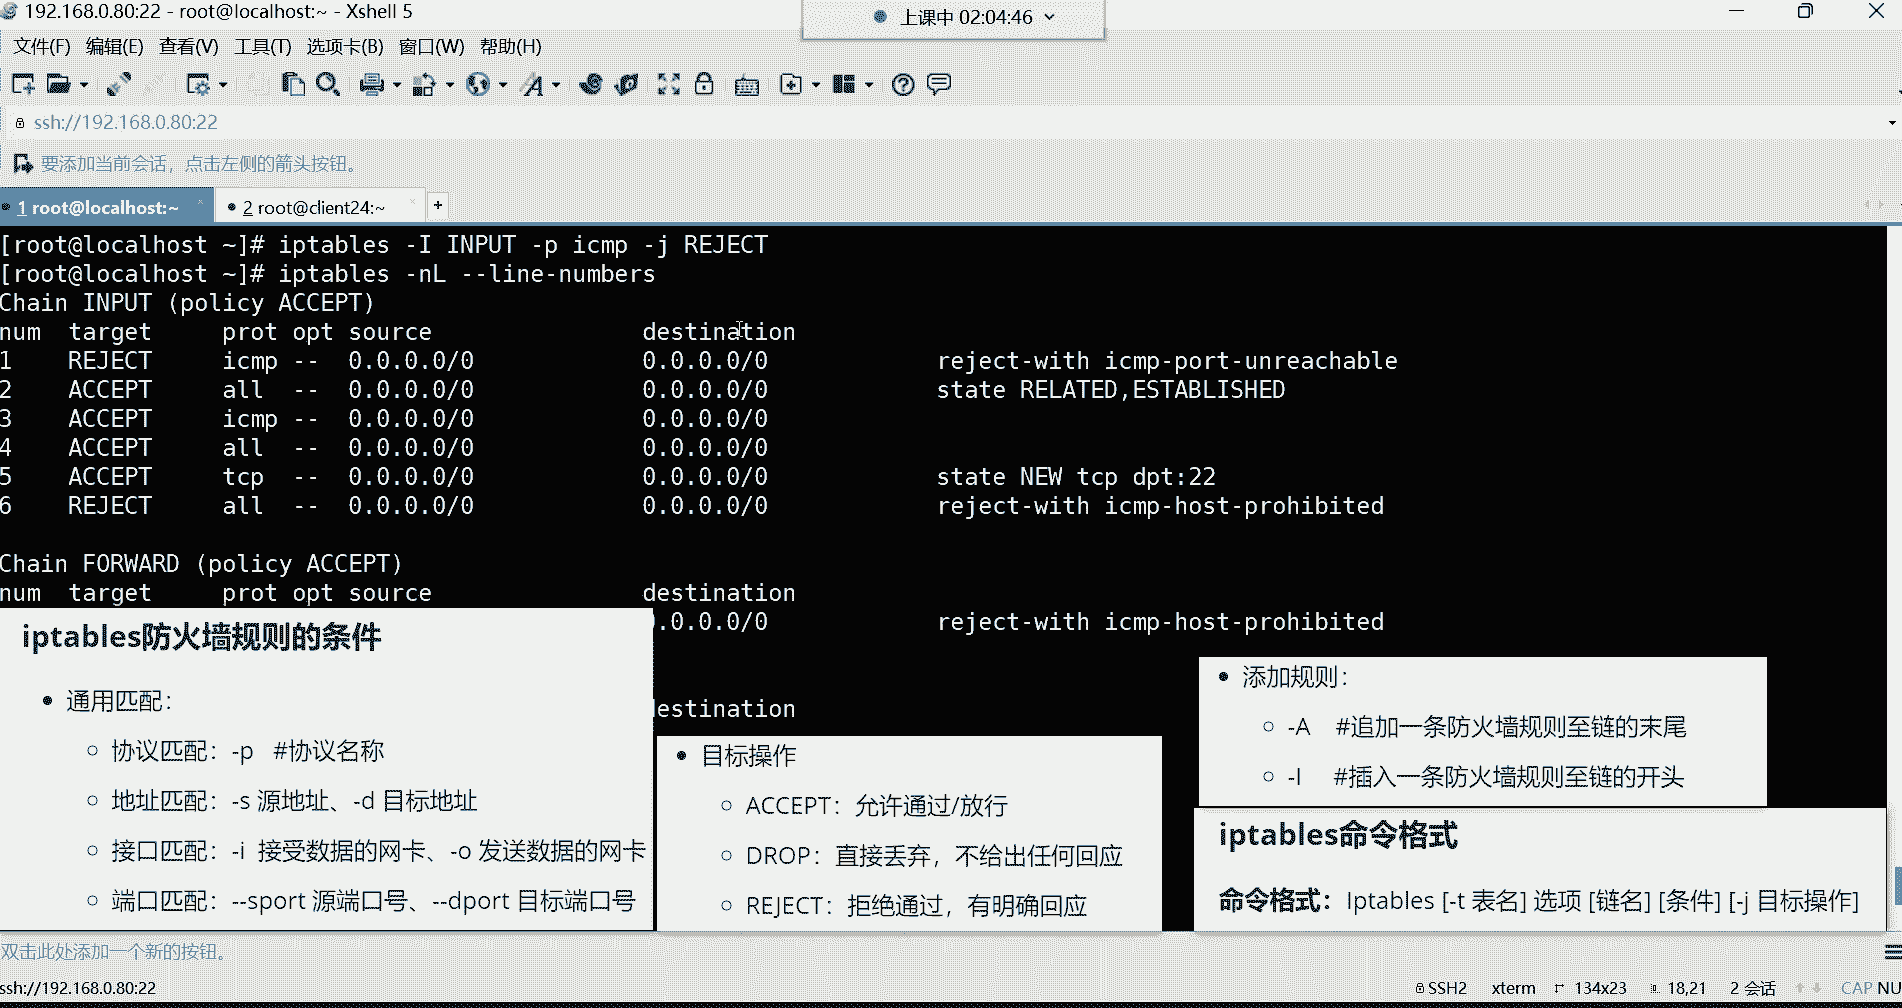 192.168.0.80:22 - root@localhost:~ - Xshell 5
上课中 02:04:46
文件(F) 编辑(E) 查看(V) 工具(T) 选项卡(B) 窗口(W) 帮助(H)
ssh://192.168.0.80:22
要添加当前会话，点击左侧的箭头按钮。
1 root@localhost:~ 2 root@client24:~ +
[root@localhost ~]# iptables -I INPUT -p icmp -j REJECT
[root@localhost ~]# iptables -nL --line-numbers
Chain INPUT (policy ACCEPT)
num target prot opt source destination
1 REJECT icmp -- 0.0.0.0/0 0.0.0.0/0 reject-with icmp-port-unreachable
2 ACCEPT all -- 0.0.0.0/0 0.0.0.0/0 state RELATED,ESTABLISHED
3 ACCEPT icmp -- 0.0.0.0/0 0.0.0.0/0
4 ACCEPT all -- 0.0.0.0/0 0.0.0.0/0
5 ACCEPT tcp -- 0.0.0.0/0 0.0.0.0/0 state NEW tcp dpt:22
6 REJECT all -- 0.0.0.0/0 0.0.0.0/0 reject-with icmp-host-prohibited
Chain FORWARD (policy ACCEPT)
num target prot opt source destination
.0.0.0/0 reject-with icmp-host-prohibited
destination
iptables防火墙规则的条件
通用匹配：
协议匹配：-p #协议名称
地址匹配：-s 源地址、-d 目标地址
接口匹配：-i 接受数据的网卡、-o 发送数据的网卡
端口匹配：--sport 源端口号、--dport 目标端口号
目标操作
ACCEPT：允许通过/放行
DROP：直接丢弃，不给出任何回应
REJECT：拒绝通过，有明确回应
添加规则：
-A #追加一条防火墙规则至链的末尾
-I #插入一条防火墙规则至链的开头
iptables命令格式
命令格式：Iptables [-t 表名] 选项 [链名] [条件] [-j 目标操作]
双击此处添加一个新的按钮。
ssh://192.168.0.80:22 SSH2 xterm 134x23 18,21 2 会话 CAP NU